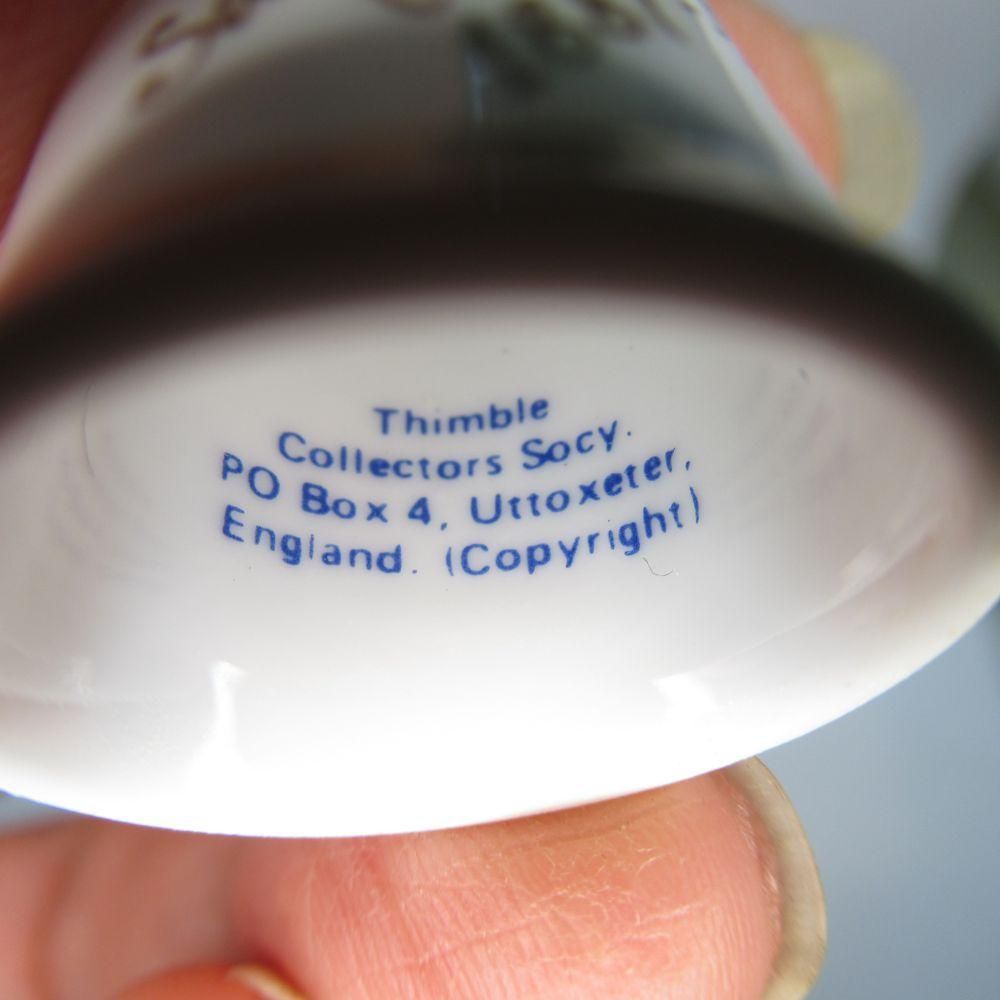 Thimble
Collectors Socy.
PO Box 4, Uttoxeter,
England. (Copyright)